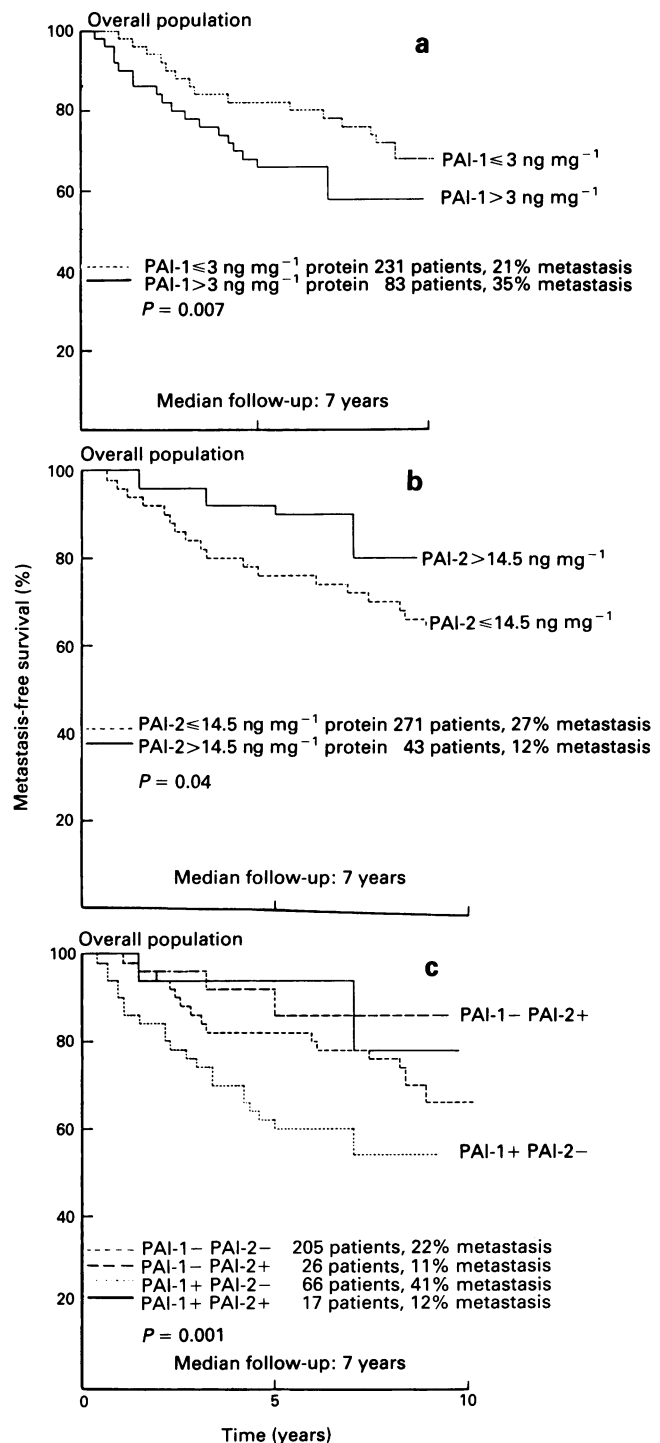 Overall population
a
100
80
60
40
20
PAI-1 ⩽ 3 ng mg⁻¹
PAI-1 > 3 ng mg⁻¹
PAI-1 ⩽ 3 ng mg⁻¹ protein 231 patients, 21% metastasis
PAI-1 > 3 ng mg⁻¹ protein 83 patients, 35% metastasis
P = 0.007
Median follow-up: 7 years
Overall population
b
100
80
60
40
20
PAI-2 > 14.5 ng mg⁻¹
PAI-2 ⩽ 14.5 ng mg⁻¹
PAI-2 ⩽ 14.5 ng mg⁻¹ protein 271 patients, 27% metastasis
PAI-2 > 14.5 ng mg⁻¹ protein 43 patients, 12% metastasis
P = 0.04
Median follow-up: 7 years
Metastasis-free survival (%)
Overall population
c
100
80
60
40
20
PAI-1− PAI-2+
PAI-1+ PAI-2−
PAI-1− PAI-2− 205 patients, 22% metastasis
PAI-1− PAI-2+ 26 patients, 11% metastasis
PAI-1+ PAI-2− 66 patients, 41% metastasis
PAI-1+ PAI-2+ 17 patients, 12% metastasis
P = 0.001
Median follow-up: 7 years
0 5 10
Time (years)